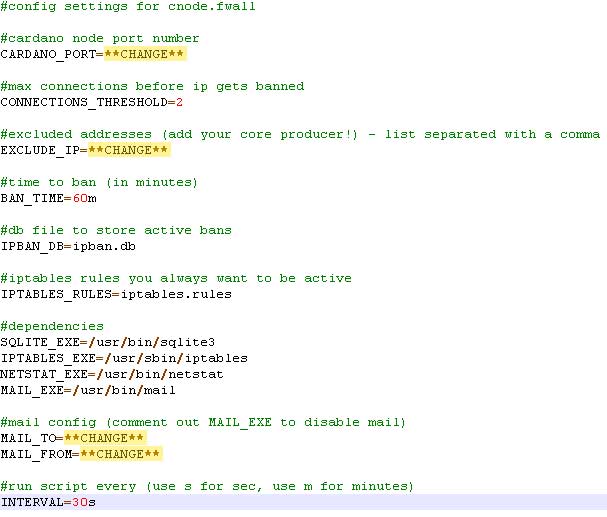 #config settings for cnode.fwall
#cardano node port number
CARDANO_PORT=**CHANGE**
#max connections before ip gets banned
CONNECTIONS_THRESHOLD=2
#excluded addresses (add your core producer!) - list separated with a comma
EXCLUDE_IP=**CHANGE**
#time to ban (in minutes)
BAN_TIME=60m
#db file to store active bans
IPBAN_DB=ipban.db
#iptables rules you always want to be active
IPTABLES_RULES=iptables.rules
#dependencies
SQLITE_EXE=/usr/bin/sqlite3
IPTABLES_EXE=/usr/sbin/iptables
NETSTAT_EXE=/usr/bin/netstat
MAIL_EXE=/usr/bin/mail
#mail config (comment out MAIL_EXE to disable mail)
MAIL_TO=**CHANGE**
MAIL_FROM=**CHANGE**
#run script every (use s for sec, use m for minutes)
INTERVAL=30s